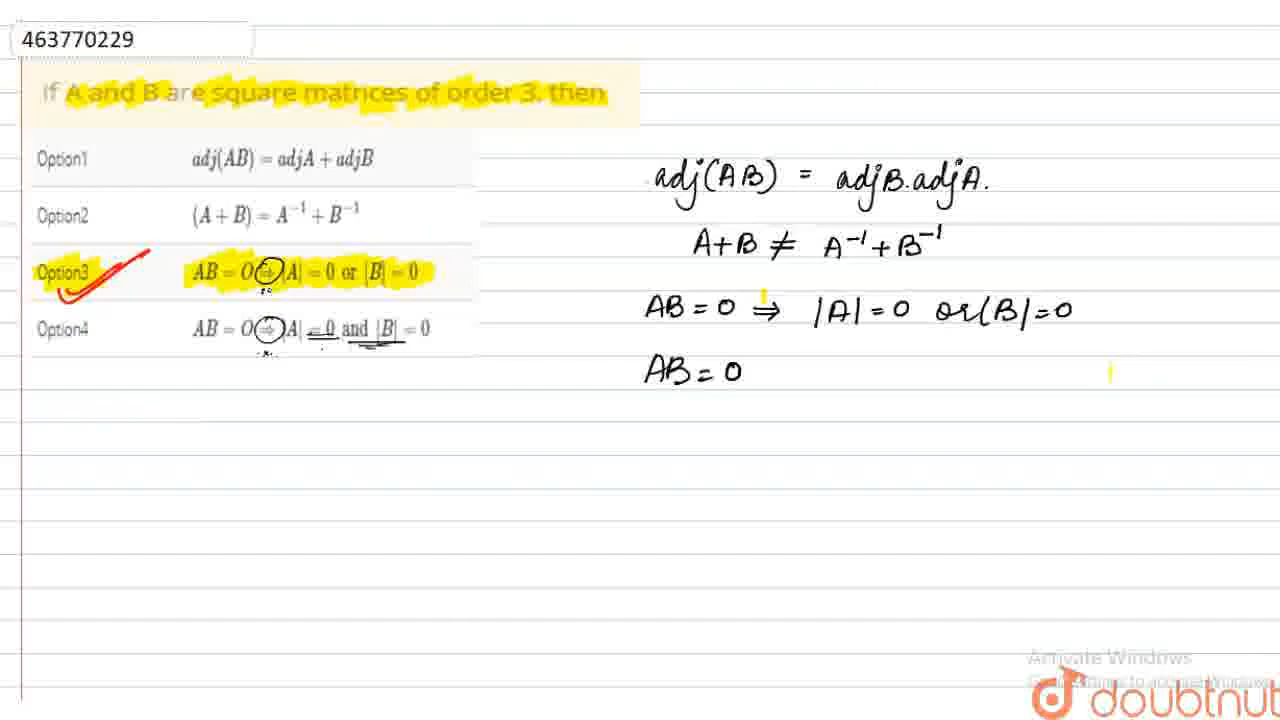 463770229
If A and B are square matrices of order 3, then
Option1 adj(AB) = adjA + adjB
Option2 (A + B) = A⁻¹ + B⁻¹
Option3 AB = O ⇒ |A| = 0 or |B| = 0
Option4 AB = O ⇒ |A| = 0 and |B| = 0
adj(AB) = adjB.adjA.
A+B ≠ A⁻¹+B⁻¹
AB = 0 ⇒ |A| = 0 or |B| = 0
AB = 0
Activate Windows
doubtnut